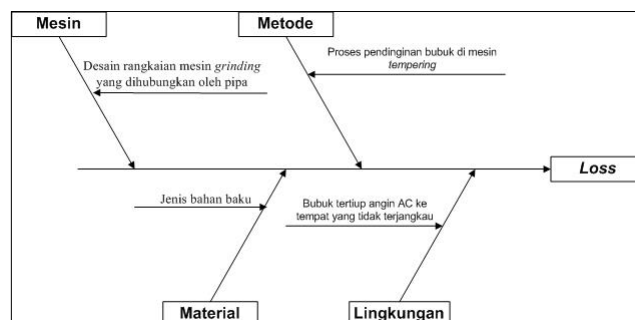 Mesin
Metode
Desain rangkaian mesin grinding
yang dihubungkan oleh pipa
Proses pendinginan bubuk di mesin
tempering
Loss
Jenis bahan baku
Bubuk tertiup angin AC ke
tempat yang tidak terjangkau
Material
Lingkungan